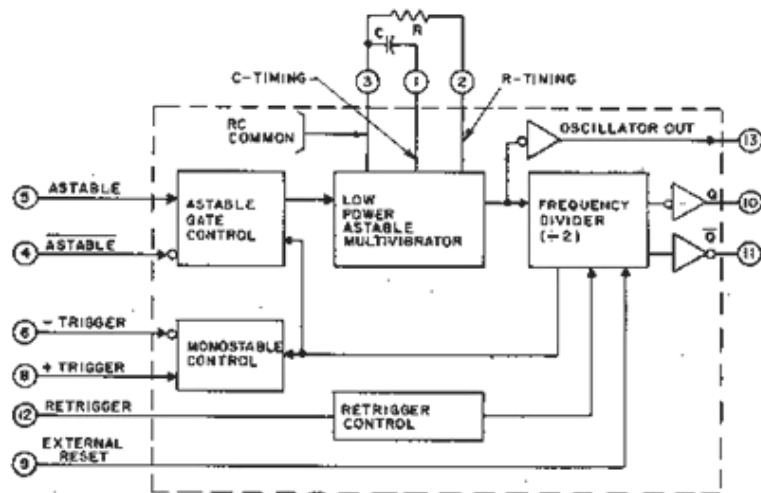 R
C
3
1
2
C-TIMING
R-TIMING
RC
COMMON
OSCILLATOR OUT
13
5
ASTABLE
ASTABLE
GATE
CONTROL
LOW
POWER
ASTABLE
MULTIVIBRATOR
FREQUENCY
DIVIDER
(÷2)
Q
10
4
ASTABLE
Q
11
6
- TRIGGER
MONOSTABLE
CONTROL
8
+ TRIGGER
12
RETRIGGER
RETRIGGER
CONTROL
9
EXTERNAL
RESET